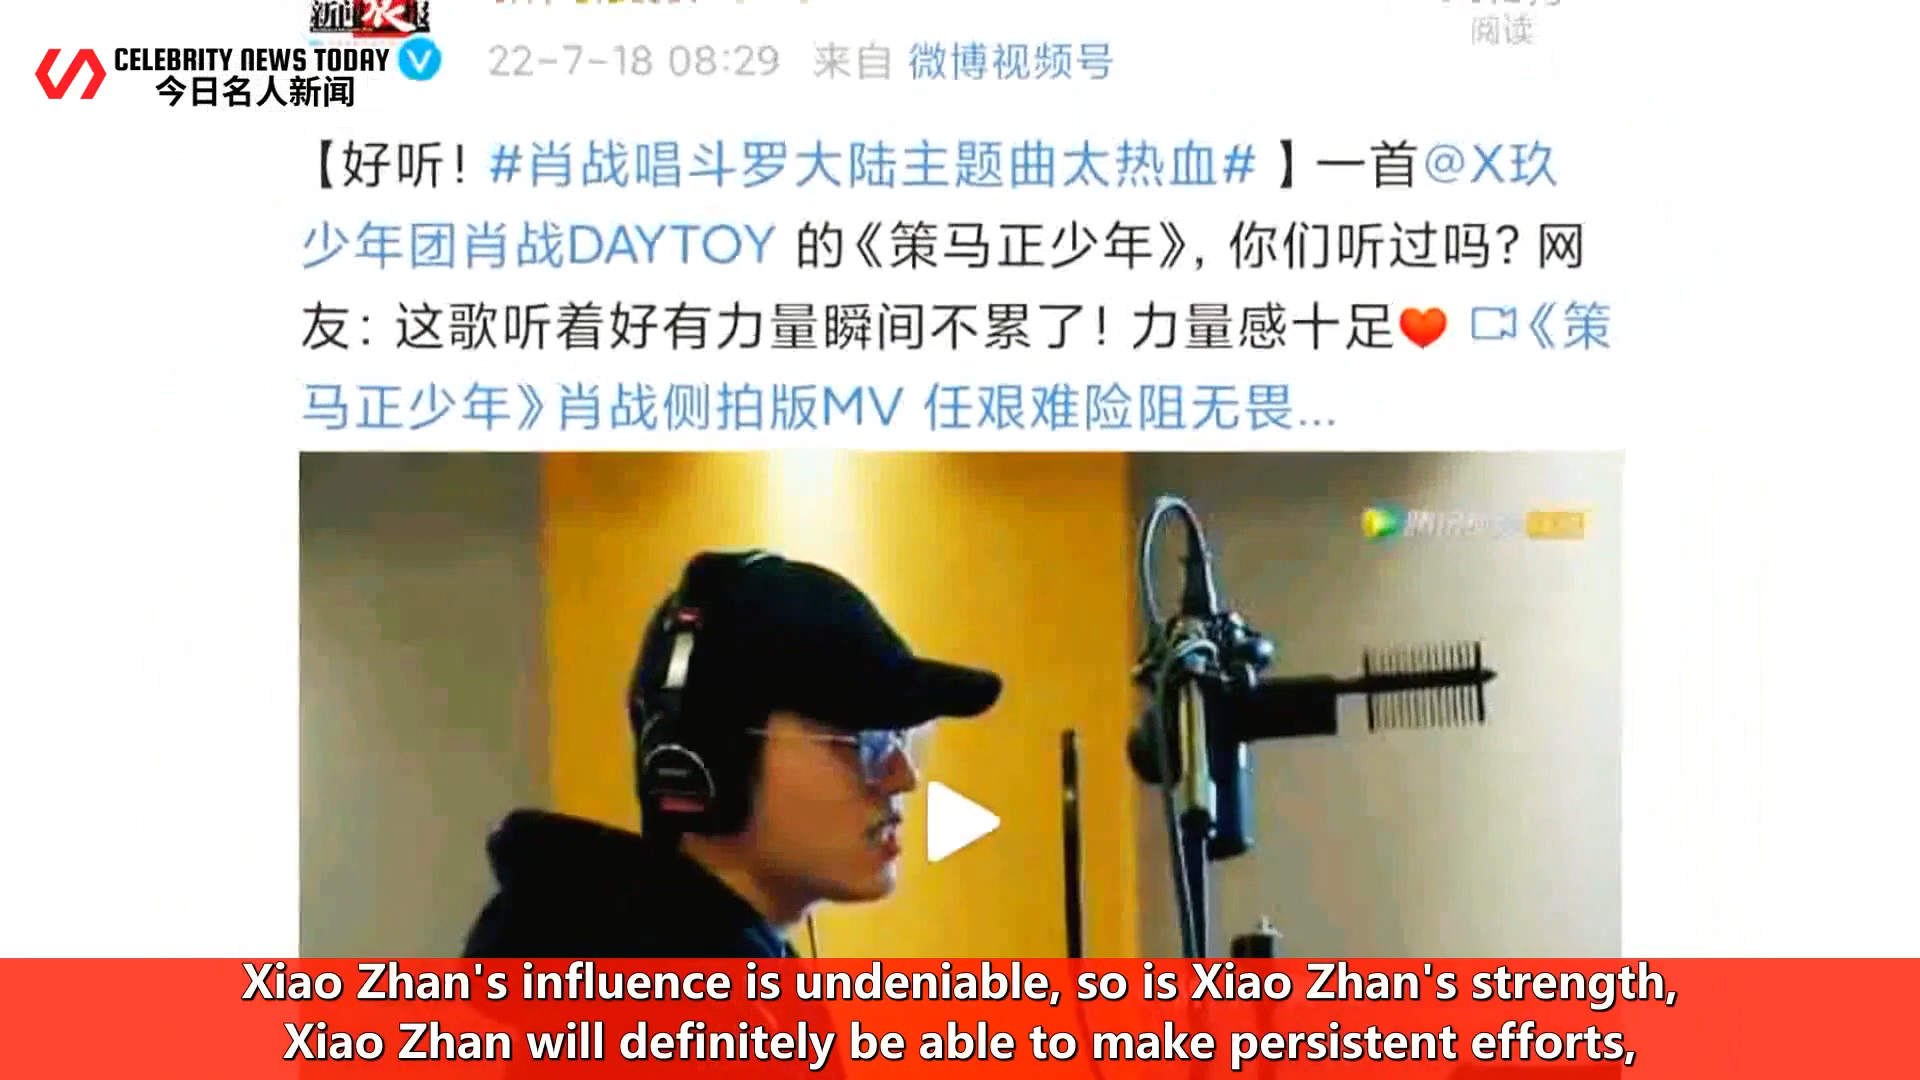 CELEBRITY NEWS TODAY
今日名人新闻
阅读
22-7-18 08:29 来自 微博视频号
【好听！#肖战唱斗罗大陆主题曲太热血#】一首@X玖
少年团肖战DAYTOY 的《策马正少年》，你们听过吗？网
友：这歌听着好有力量瞬间不累了！力量感十足❤️ 《策
马正少年》肖战侧拍版MV 任艰难险阻无畏...
Xiao Zhan's influence is undeniable, so is Xiao Zhan's strength,
Xiao Zhan will definitely be able to make persistent efforts,